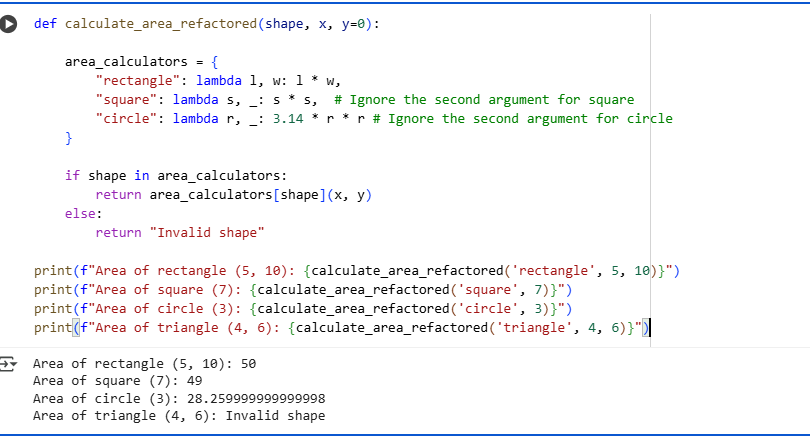 def calculate_area_refactored(shape, x, y=0):
    area_calculators = {
        "rectangle": lambda l, w: l * w,
        "square": lambda s, _: s * s,  # Ignore the second argument for square
        "circle": lambda r, _: 3.14 * r * r # Ignore the second argument for circle
    }
    if shape in area_calculators:
        return area_calculators[shape](x, y)
    else:
        return "Invalid shape"
print(f"Area of rectangle (5, 10): {calculate_area_refactored('rectangle', 5, 10)}")
print(f"Area of square (7): {calculate_area_refactored('square', 7)}")
print(f"Area of circle (3): {calculate_area_refactored('circle', 3)}")
print(f"Area of triangle (4, 6): {calculate_area_refactored('triangle', 4, 6)}")
Area of rectangle (5, 10): 50
Area of square (7): 49
Area of circle (3): 28.259999999999998
Area of triangle (4, 6): Invalid shape